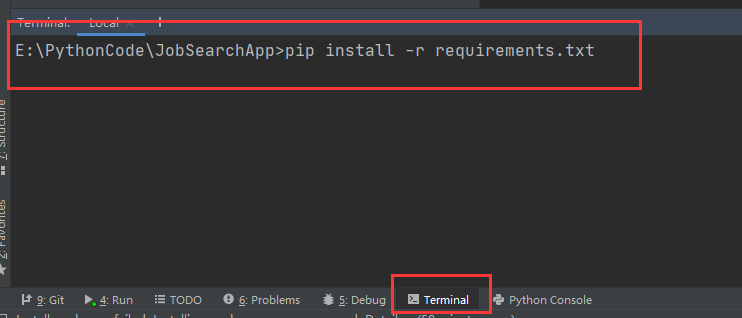 Terminal: Local ×
E:\PythonCode\JobSearchApp>pip install -r requirements.txt
7: Structure
2: Favorites
9: Git 4: Run TODO 6: Problems 5: Debug Terminal Python Console